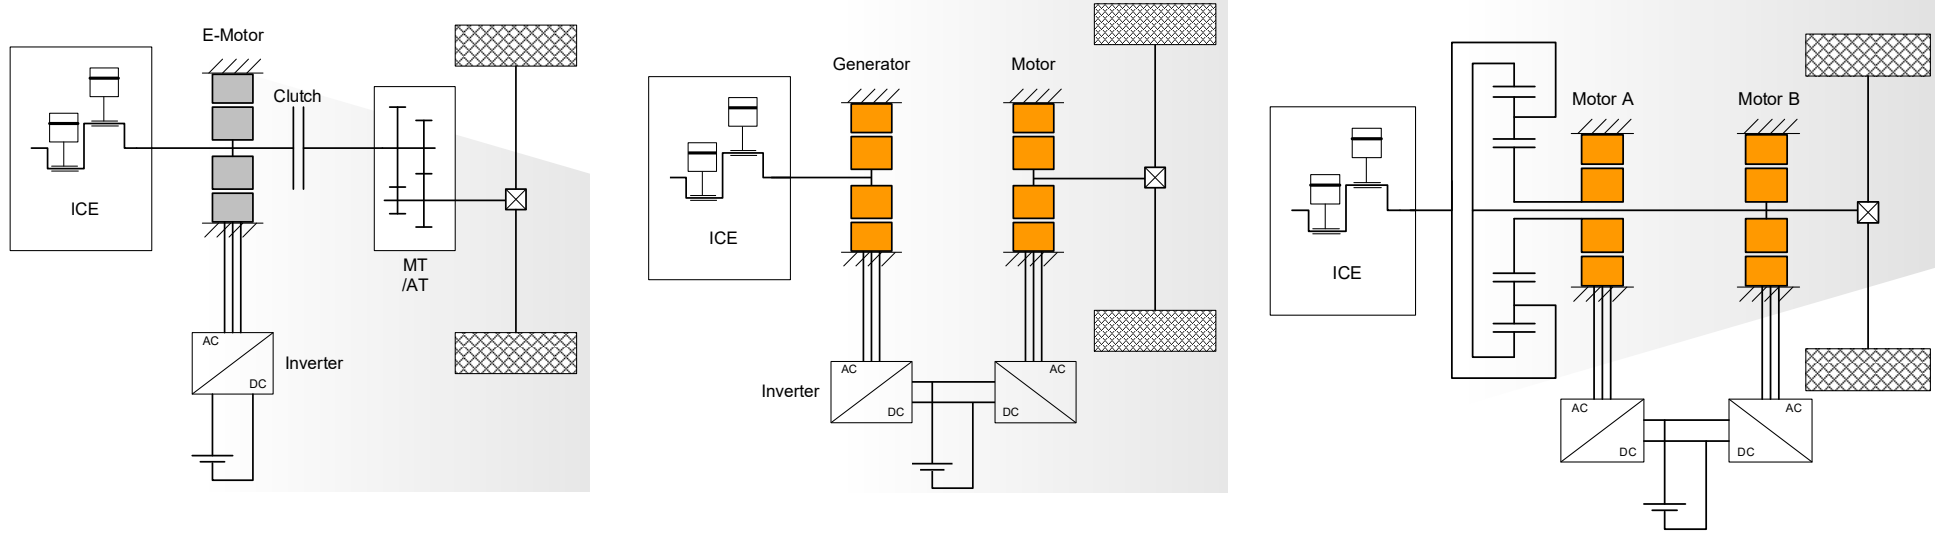 E-Motor
Clutch
ICE
MT
/AT
AC
DC
Inverter
Generator
Motor
ICE
Inverter
AC
DC
AC
DC
Motor A
Motor B
ICE
AC
DC
AC
DC